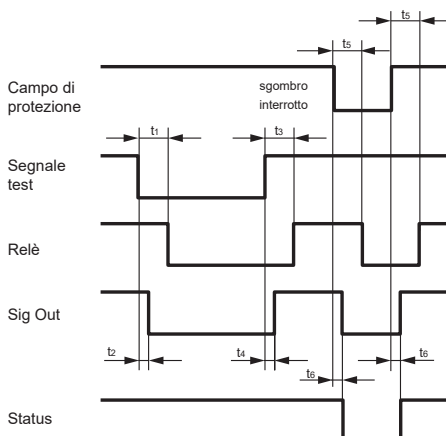 t5
t5
Campo di
protezione
sgombro
interrotto
t1
t3
Segnale
test
Relè
Sig Out
t2
t4
t6
t6
Status